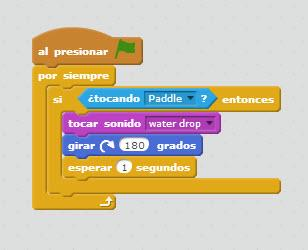 al presionar
por siempre
si ¿tocando Paddle ? entonces
tocar sonido water drop
girar 180 grados
esperar 1 segundos